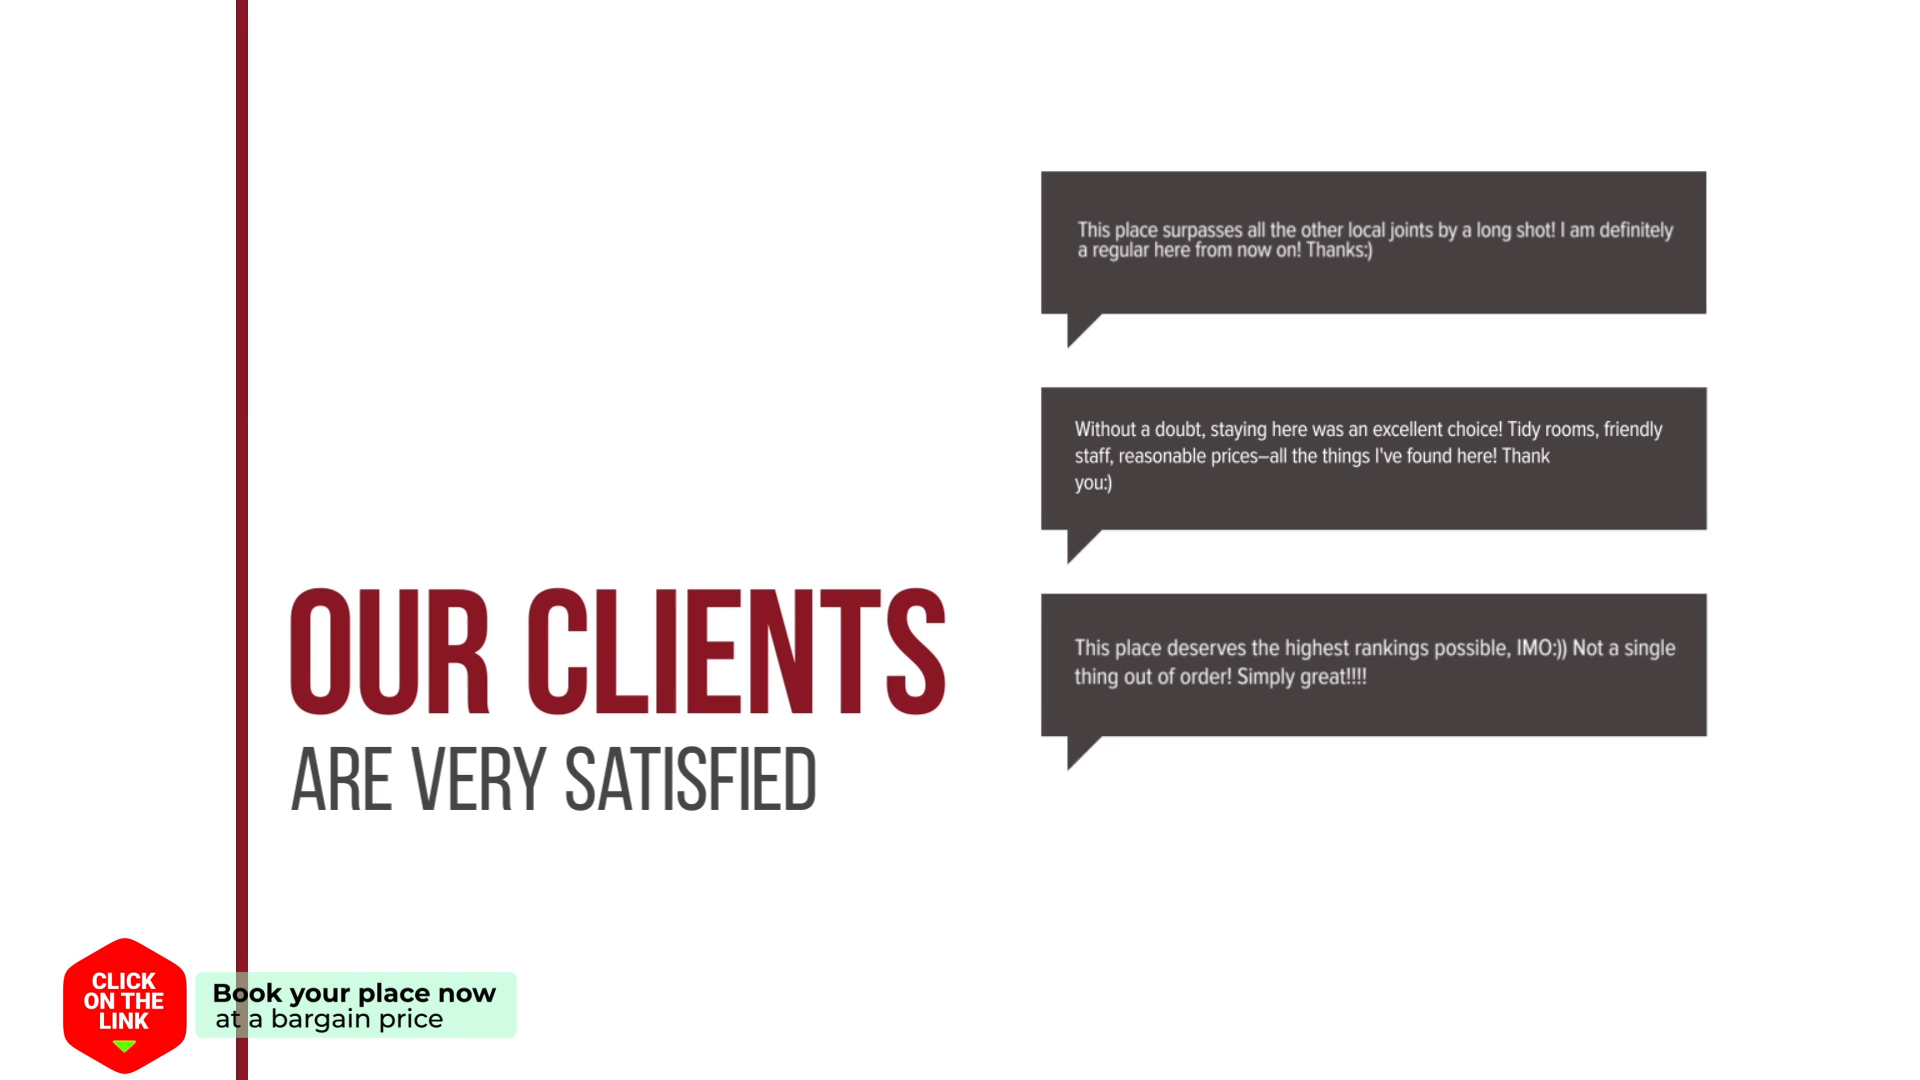 This place surpasses all the other local joints by a long shot! I am definitely
a regular here from now on! Thanks:)
Without a doubt, staying here was an excellent choice! Tidy rooms, friendly
staff, reasonable prices–all the things I've found here! Thank
you:)
This place deserves the highest rankings possible, IMO:)) Not a single
thing out of order! Simply great!!!!
OUR CLIENTS
ARE VERY SATISFIED
CLICK
ON THE
LINK
Book your place now
at a bargain price